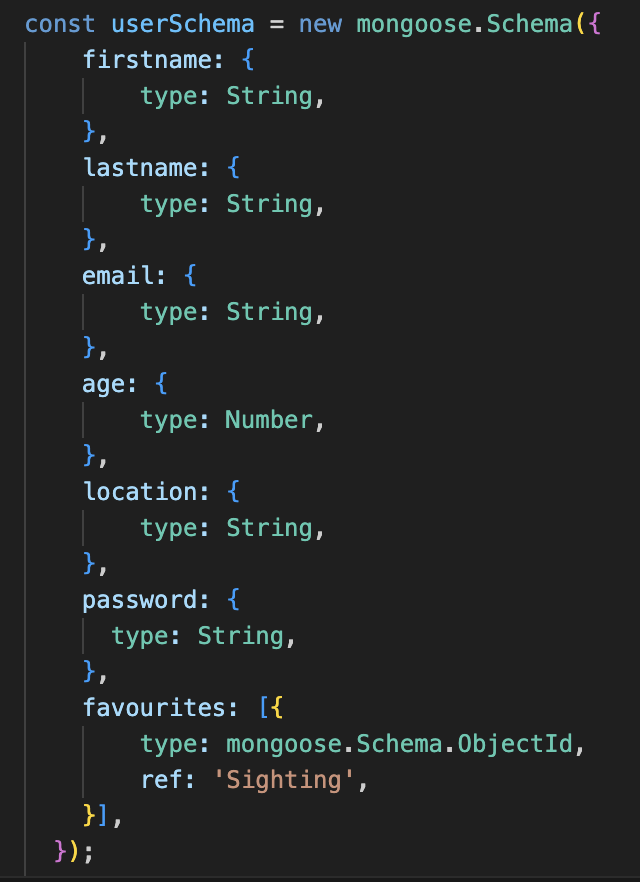 const userSchema = new mongoose.Schema({
    firstname: {
        type: String,
    },
    lastname: {
        type: String,
    },
    email: {
        type: String,
    },
    age: {
        type: Number,
    },
    location: {
        type: String,
    },
    password: {
      type: String,
    },
    favourites: [{
        type: mongoose.Schema.ObjectId,
        ref: 'Sighting',
    }],
  });